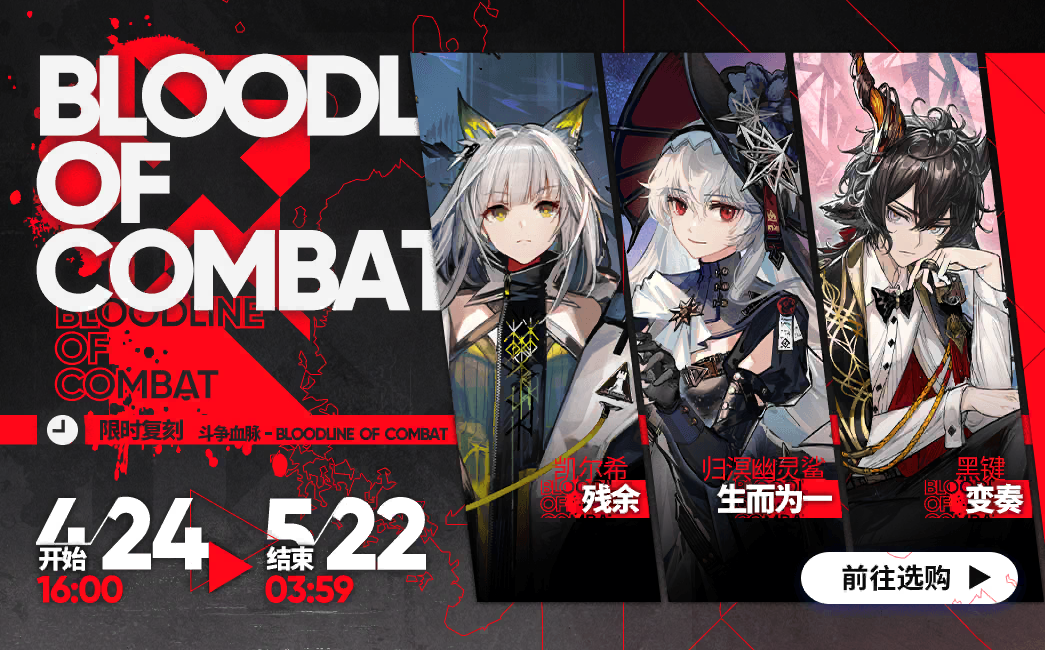 BLOODL
OF
COMBAT
BLOODLINE
OF
COMBAT
限时复刻 斗争血脉 - BLOODLINE OF COMBAT
4/24
开始
16:00
5/22
结束
03:59
凯尔希
残余
归溟幽灵鲨
生而为一
黑键
变奏
前往选购